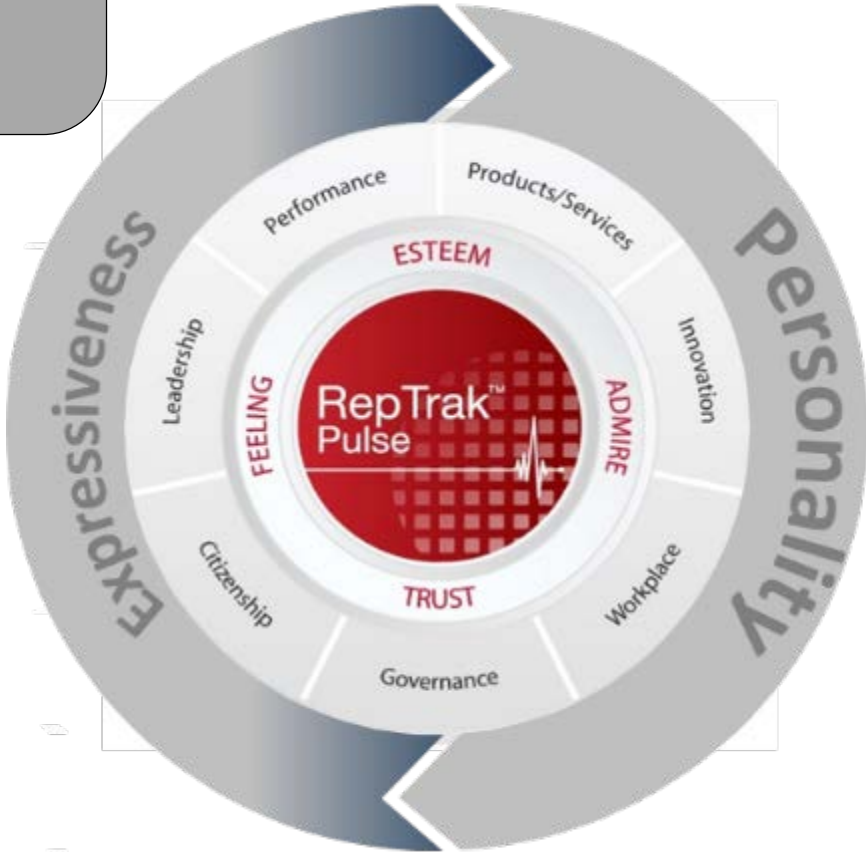 Expressiveness
Personality
Performance
Products/Services
Innovation
Workplace
Governance
Citizenship
Leadership
ESTEEM
ADMIRE
TRUST
FEELING
RepTrak™
Pulse